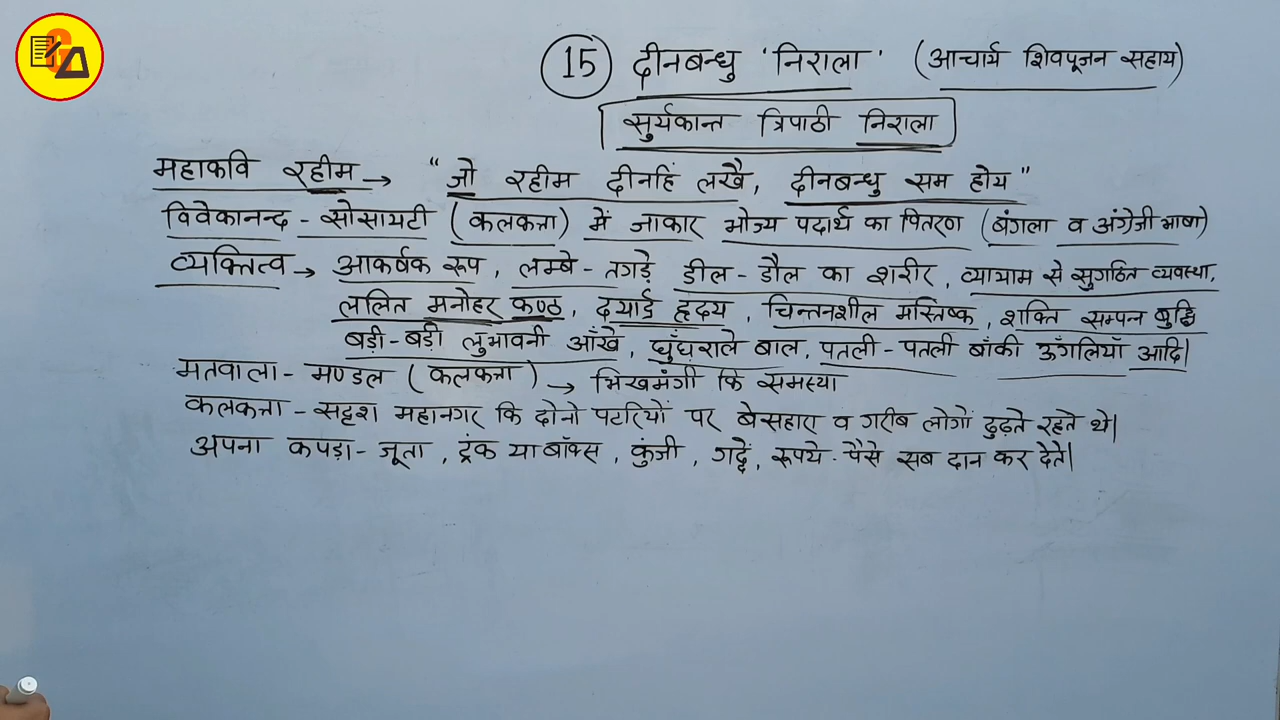 15 दीनबन्धु 'निराला' (आचार्य शिवपूजन सहाय)
सुर्यकान्त त्रिपाठी निराला
महाकवि रहीम → "जो रहीम दीनहिं लखै, दीनबन्धु सम होय"
विवेकानन्द - सोसायटी (कलकत्ता) में जाकार भोज्य पदार्थ का वितरण (बंगला व अंग्रेजी भाषा)
व्यक्तित्व → आकर्षक रूप, लम्बे - तगड़े डील - डौल का शरीर, व्यायाम से सुगठित व्यवस्था,
ललित मनोहर कण्ठ, दयार्द्र हृदय, चिन्तनशील मस्तिष्क, शक्ति सम्पन्न बुद्धि
बड़ी - बड़ी लुभावनी आँखे, घुँघराले बाल, पतली - पतली बाँकी ऊँगलियाँ आदि।
मतवाला - मण्डल (कलकत्ता) → भिखमंगी कि समस्या
कलकत्ता - सदृश महानगर कि दोनो पटरियों पर बेसहारा व गरीब लोगों ढुढ़ते रहते थे।
अपना कपड़ा - जूता, ट्रंक या बॉक्स, कुंजी, गद्दें, रूपये - पैसे सब दान कर देते।